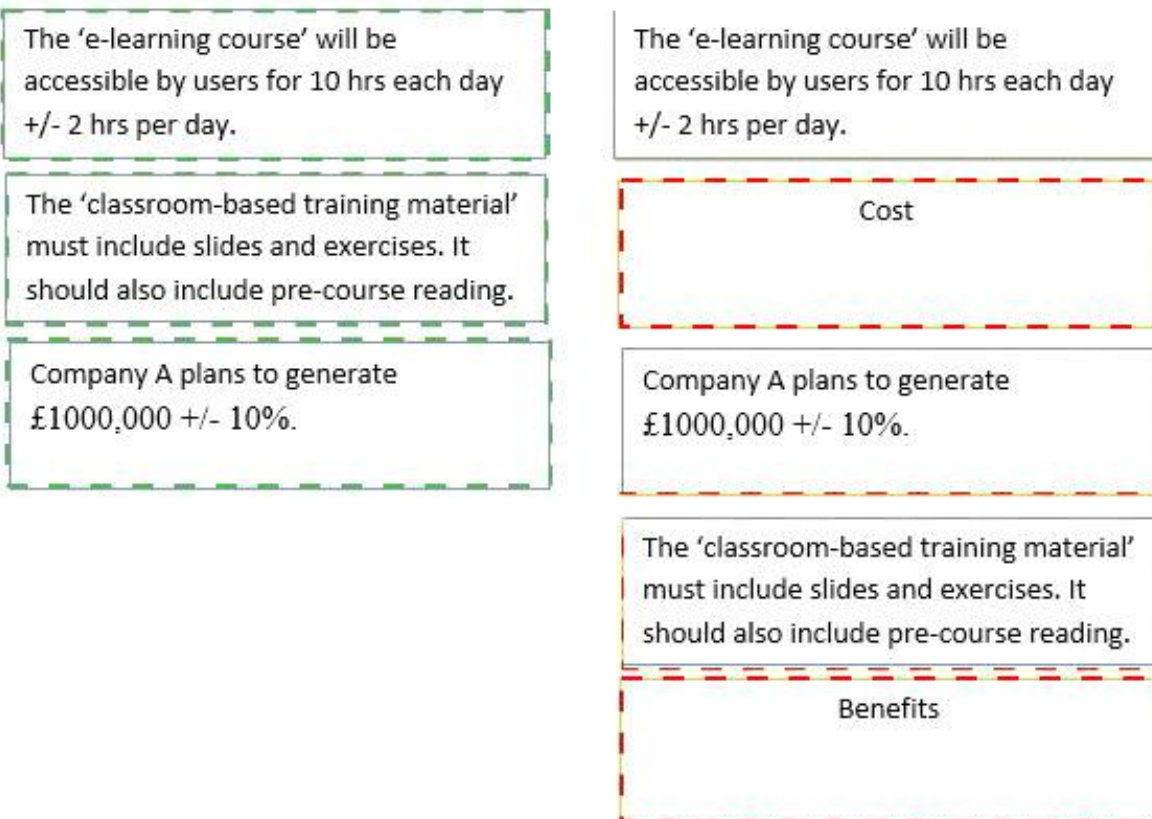 The ‘e-learning course’ will be
accessible by users for 10 hrs each day
+/- 2 hrs per day.
The ‘classroom-based training material’
must include slides and exercises. It
should also include pre-course reading.
Company A plans to generate
£1000,000 +/- 10%.
The ‘e-learning course’ will be
accessible by users for 10 hrs each day
+/- 2 hrs per day.
Cost
Company A plans to generate
£1000,000 +/- 10%.
The ‘classroom-based training material’
must include slides and exercises. It
should also include pre-course reading.
Benefits